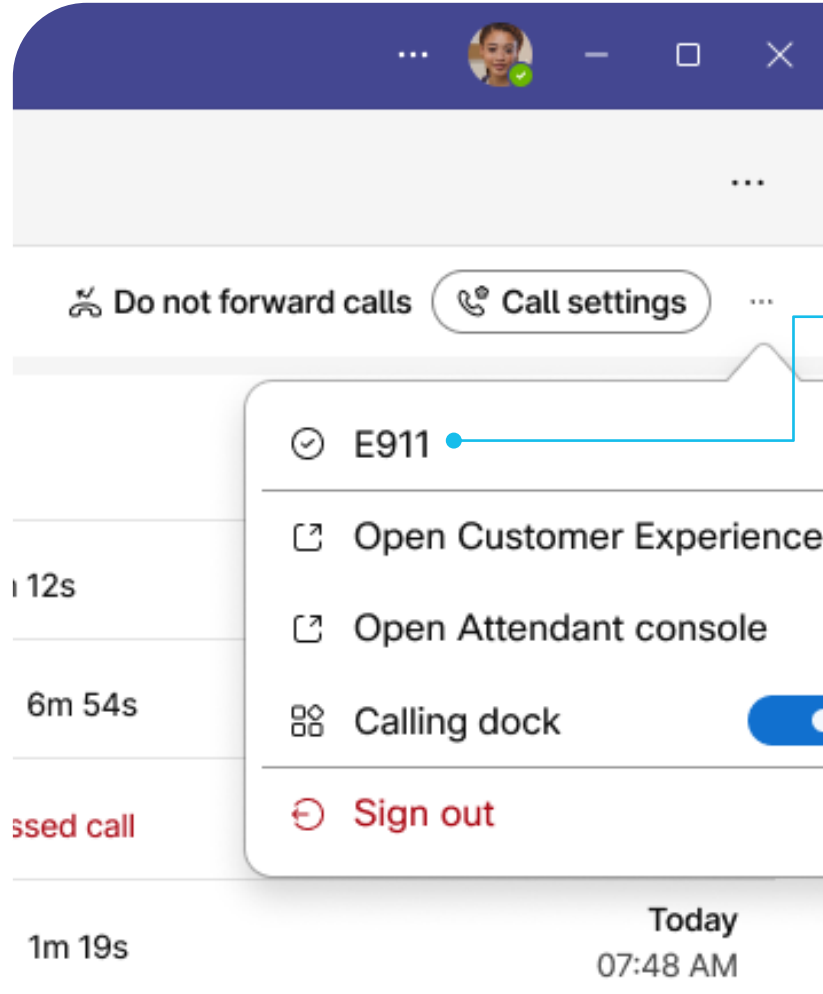 Do not forward calls Call settings
E911
Open Customer Experience
12s
Open Attendant console
6m 54s
Calling dock
Sign out
call
Today
1m 19s
07:48 AM